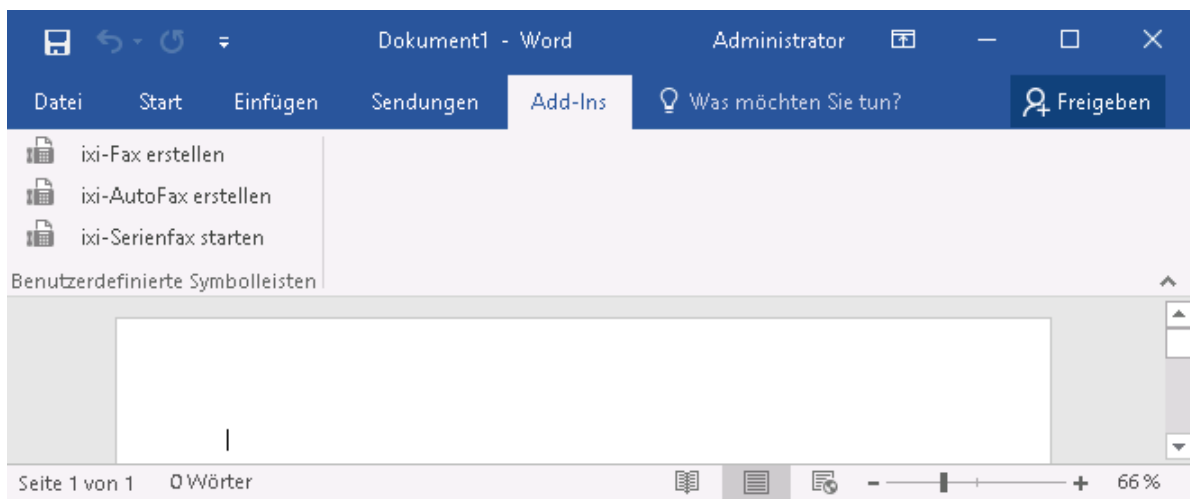 Dokument1 - Word Administrator
Datei Start Einfügen Sendungen Add-Ins Was möchten Sie tun? Freigeben
ixi-Fax erstellen
ixi-AutoFax erstellen
ixi-Serienfax starten
Benutzerdefinierte Symbolleisten
Seite 1 von 1 0 Wörter 66 %